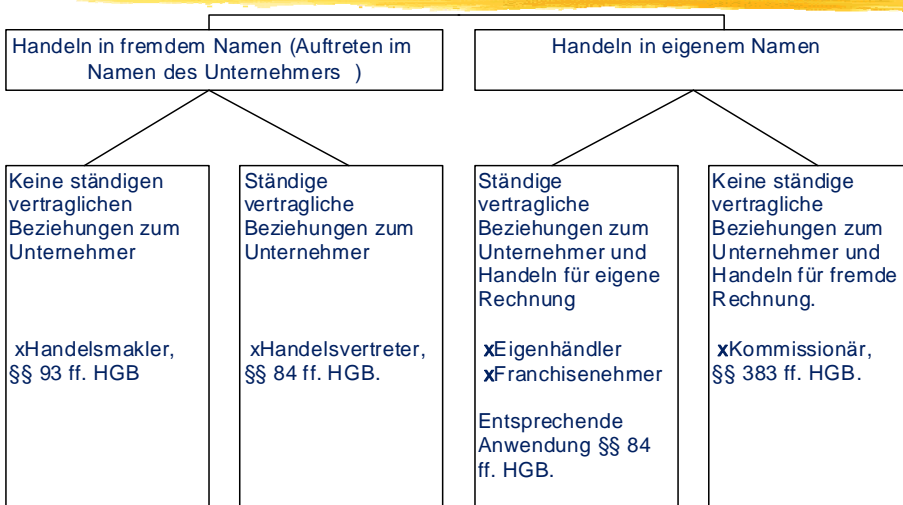 Handeln in fremdem Namen (Auftreten im
Namen des Unternehmers )
Handeln in eigenem Namen
Keine ständigen
vertraglichen
Beziehungen zum
Unternehmer
xHandelsmakler,
§§ 93 ff. HGB
Ständige
vertragliche
Beziehungen zum
Unternehmer
xHandelsvertreter,
§§ 84 ff. HGB.
Ständige
vertragliche
Beziehungen zum
Unternehmer und
Handeln für eigene
Rechnung
xEigenhändler
xFranchisenehmer
Entsprechende
Anwendung §§ 84
ff. HGB.
Keine ständige
vertragliche
Beziehungen zum
Unternehmer und
Handeln für fremde
Rechnung.
xKommissionär,
§§ 383 ff. HGB.